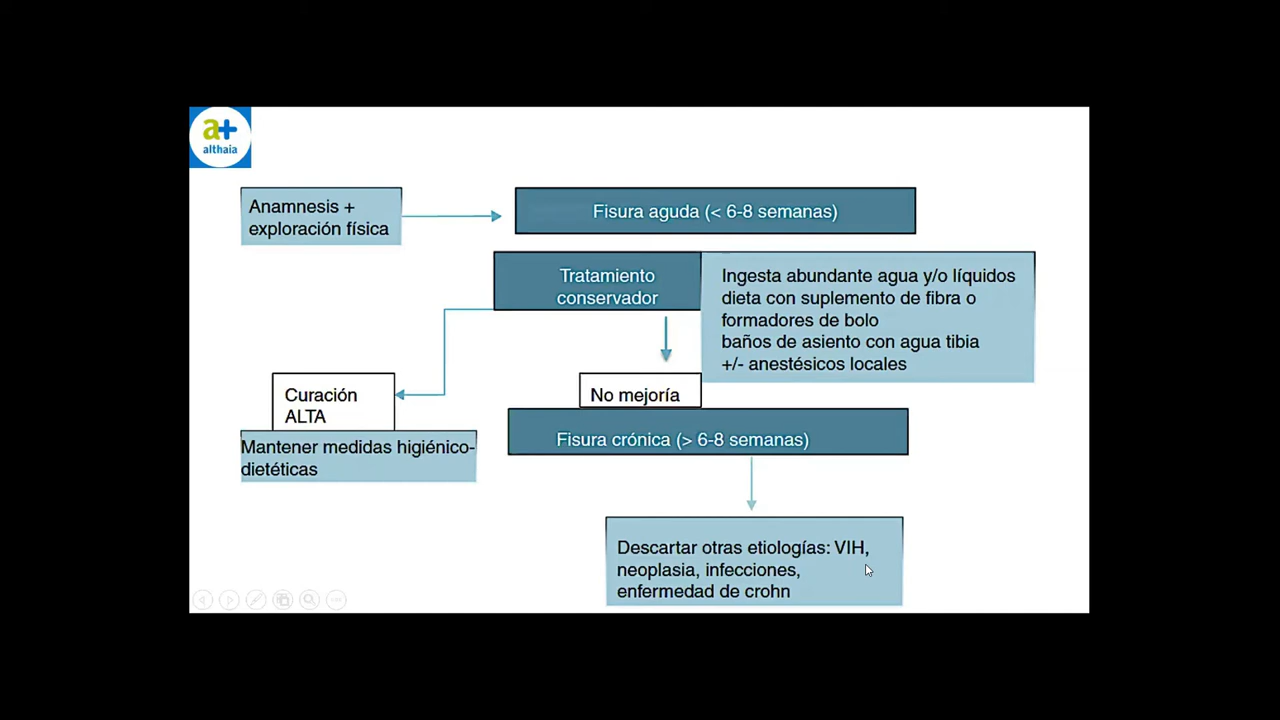 a+
althaia
Anamnesis +
exploración física
Fisura aguda (< 6-8 semanas)
Tratamiento
conservador
Ingesta abundante agua y/o líquidos
dieta con suplemento de fibra o
formadores de bolo
baños de asiento con agua tibia
+/- anestésicos locales
Curación
ALTA
Mantener medidas higiénico-
dietéticas
No mejoría
Fisura crónica (> 6-8 semanas)
Descartar otras etiologías: VIH,
neoplasia, infecciones,
enfermedad de crohn